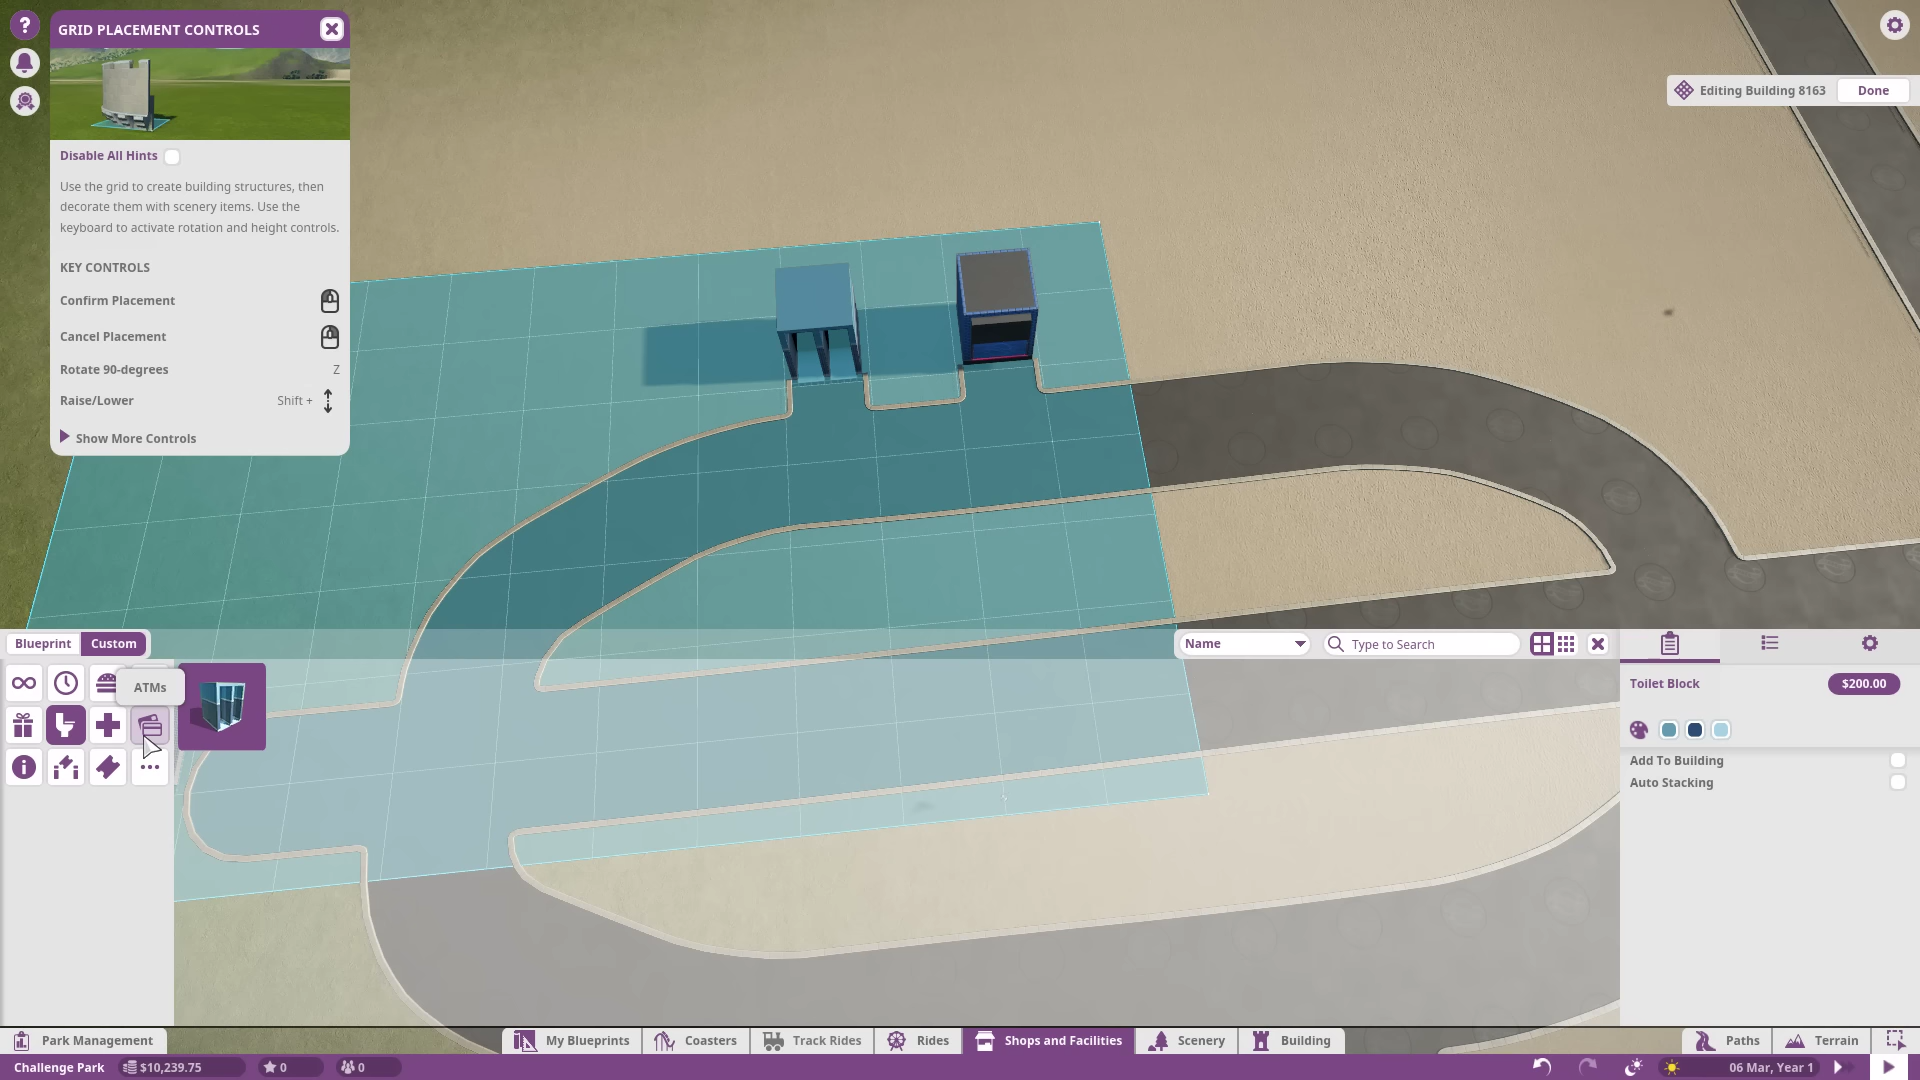 ?
GRID PLACEMENT CONTROLS
Disable All Hints
Use the grid to create building structures, then
decorate them with scenery items. Use the
keyboard to activate rotation and height controls.
KEY CONTROLS
Confirm Placement
Cancel Placement
Rotate 90-degrees Z
Raise/Lower Shift +
Show More Controls
Editing Building 8163 Done
Blueprint Custom
Name Type to Search
ATMs
Toilet Block $200.00
Add To Building
Auto Stacking
Park Management My Blueprints Coasters Track Rides Rides Shops and Facilities Scenery Building Paths Terrain
Challenge Park $10,239.75 0 0 06 Mar, Year 1